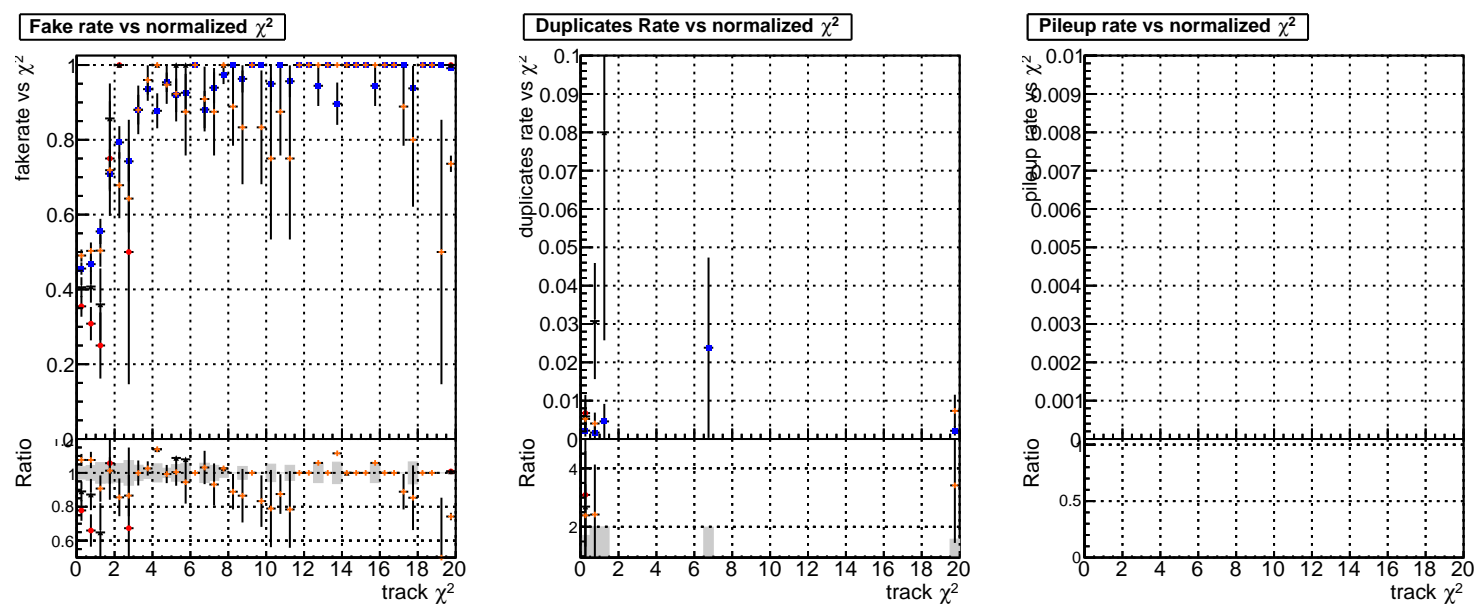 Fake rate vs normalized χ²
fakerate vs χ²
1
0.8
0.6
0.4
0.2
0
Ratio
1
0.8
0.6
0 2 4 6 8 10 12 14 16 18 20
track χ²
Duplicates Rate vs normalized χ²
duplicates rate vs χ²
0.1
0.09
0.08
0.07
0.06
0.05
0.04
0.03
0.02
0.01
0
Ratio
4
2
0 2 4 6 8 10 12 14 16 18 20
track χ²
Pileup rate vs normalized χ²
pileup rate vs χ²
0.01
0.009
0.008
0.007
0.006
0.005
0.004
0.003
0.002
0.001
0
Ratio
1
0.5
0
0 2 4 6 8 10 12 14 16 18 20
track χ²